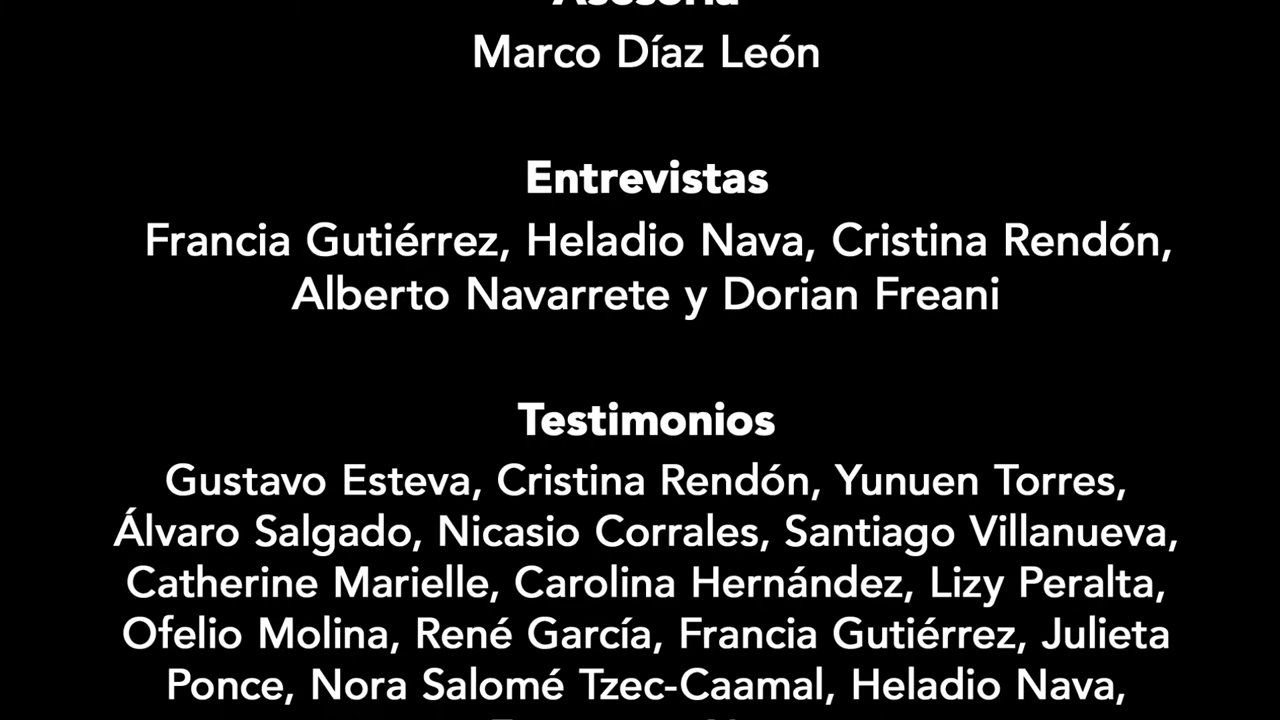 Asesoría
Marco Díaz León
Entrevistas
Francia Gutiérrez, Heladio Nava, Cristina Rendón,
Alberto Navarrete y Dorian Freani
Testimonios
Gustavo Esteva, Cristina Rendón, Yunuen Torres,
Álvaro Salgado, Nicasio Corrales, Santiago Villanueva,
Catherine Marielle, Carolina Hernández, Lizy Peralta,
Ofelio Molina, René García, Francia Gutiérrez, Julieta
Ponce, Nora Salomé Tzec-Caamal, Heladio Nava,